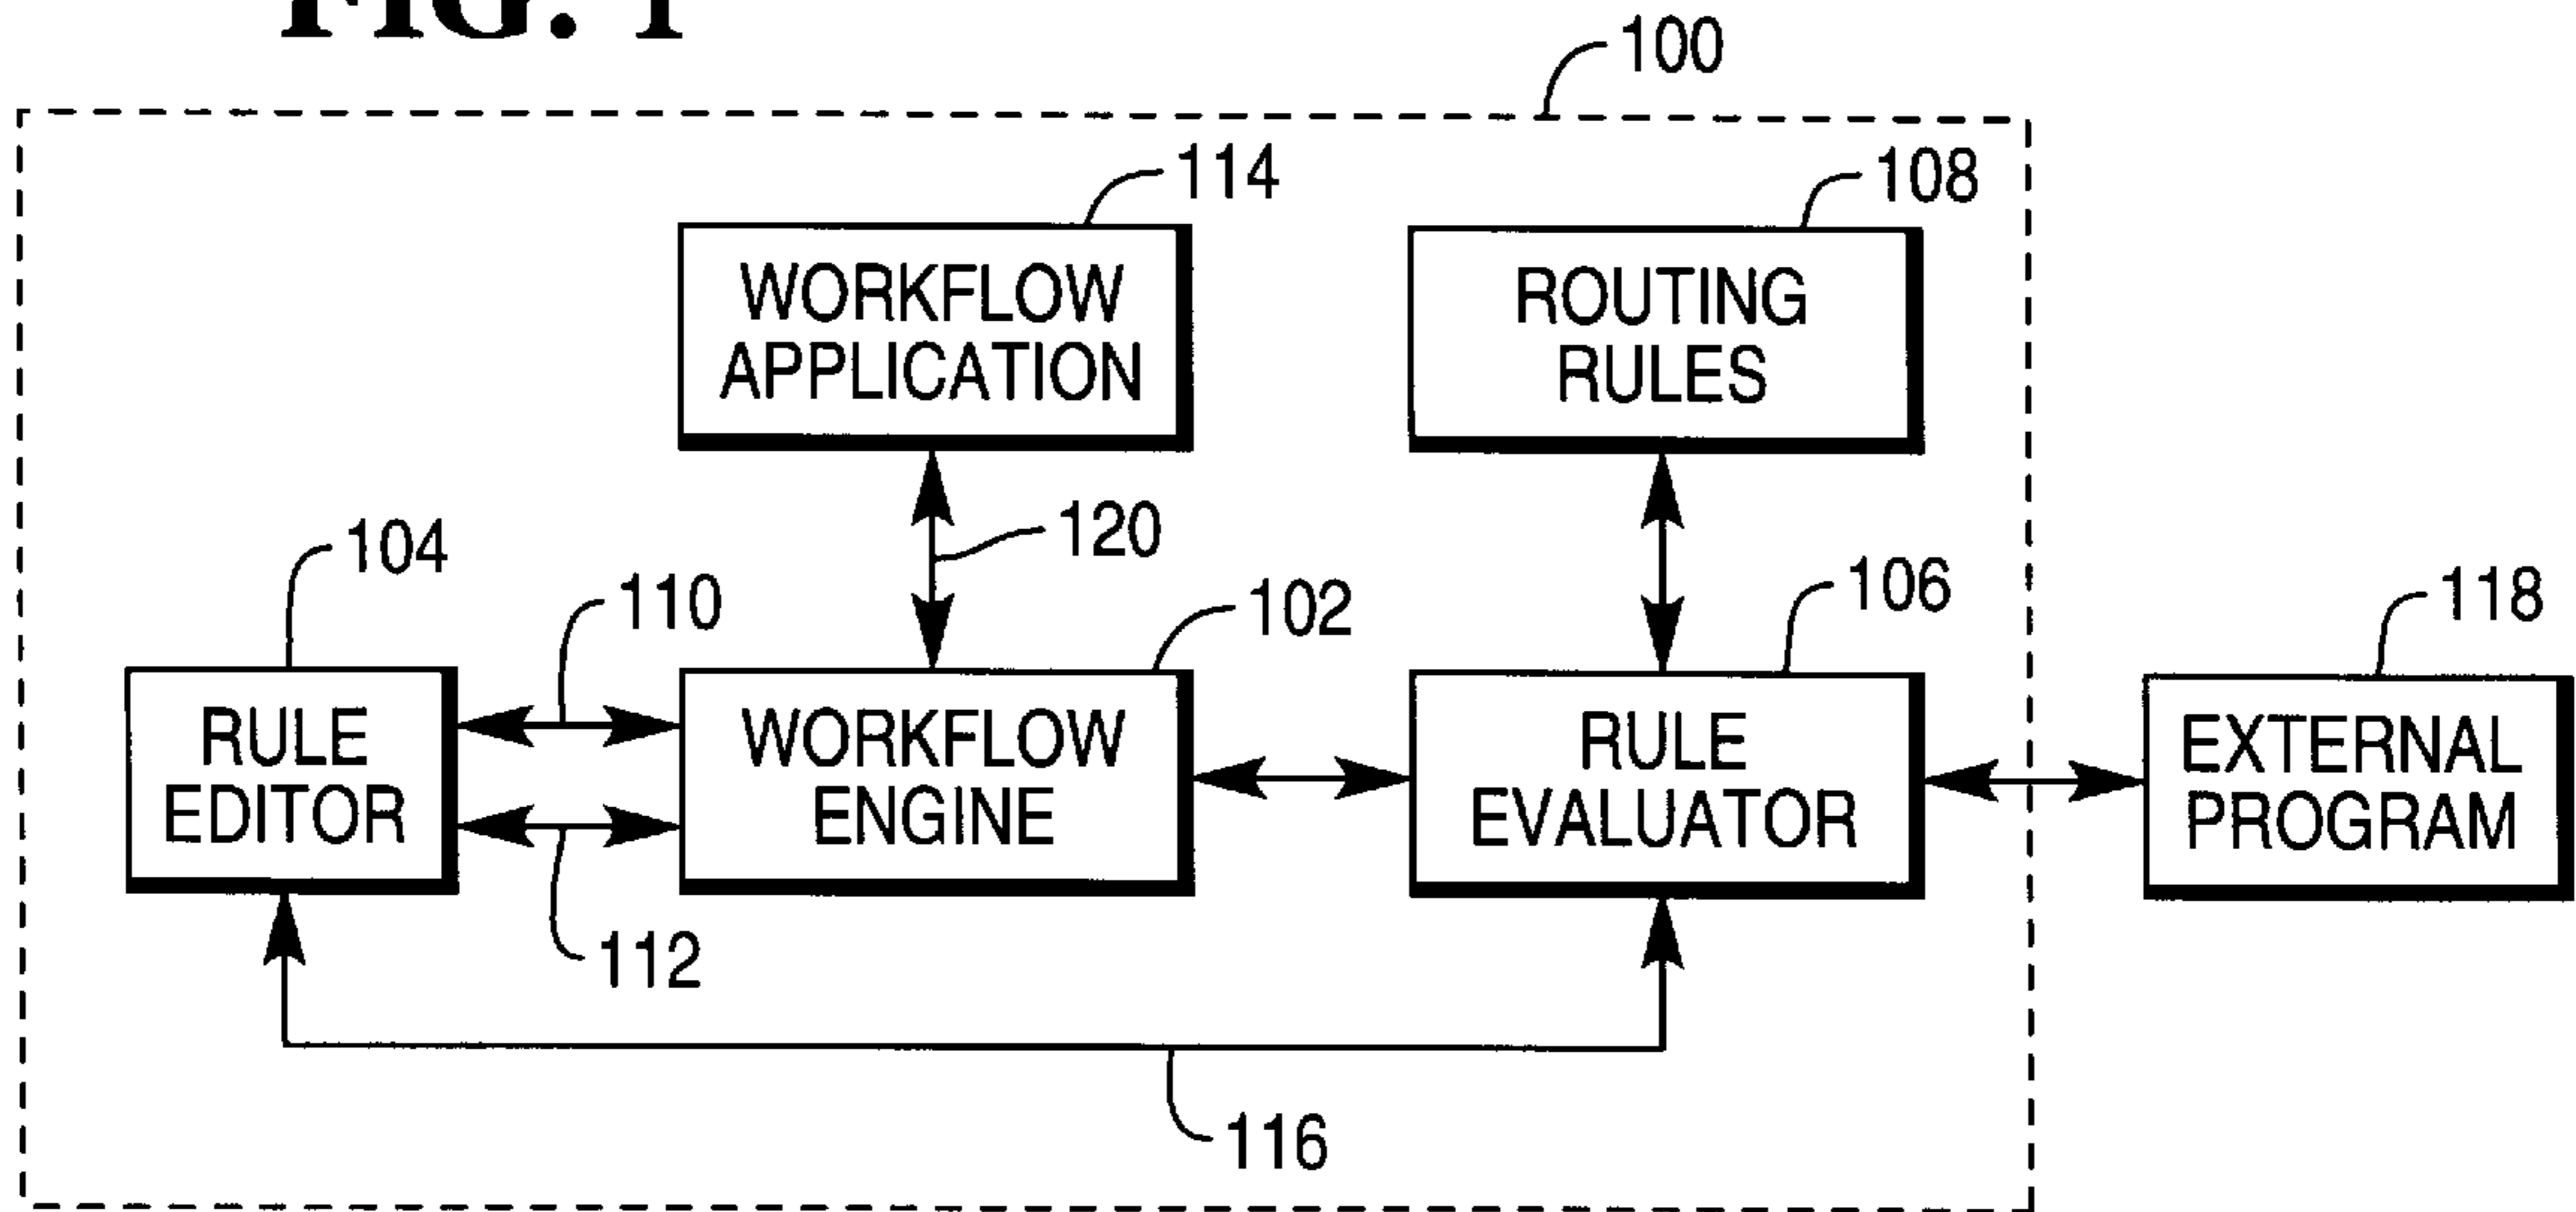 FIG. 1
100
114
108
WORKFLOW
APPLICATION
ROUTING
RULES
104
110
120
102
106
118
RULE
EDITOR
WORKFLOW
ENGINE
RULE
EVALUATOR
EXTERNAL
PROGRAM
112
116